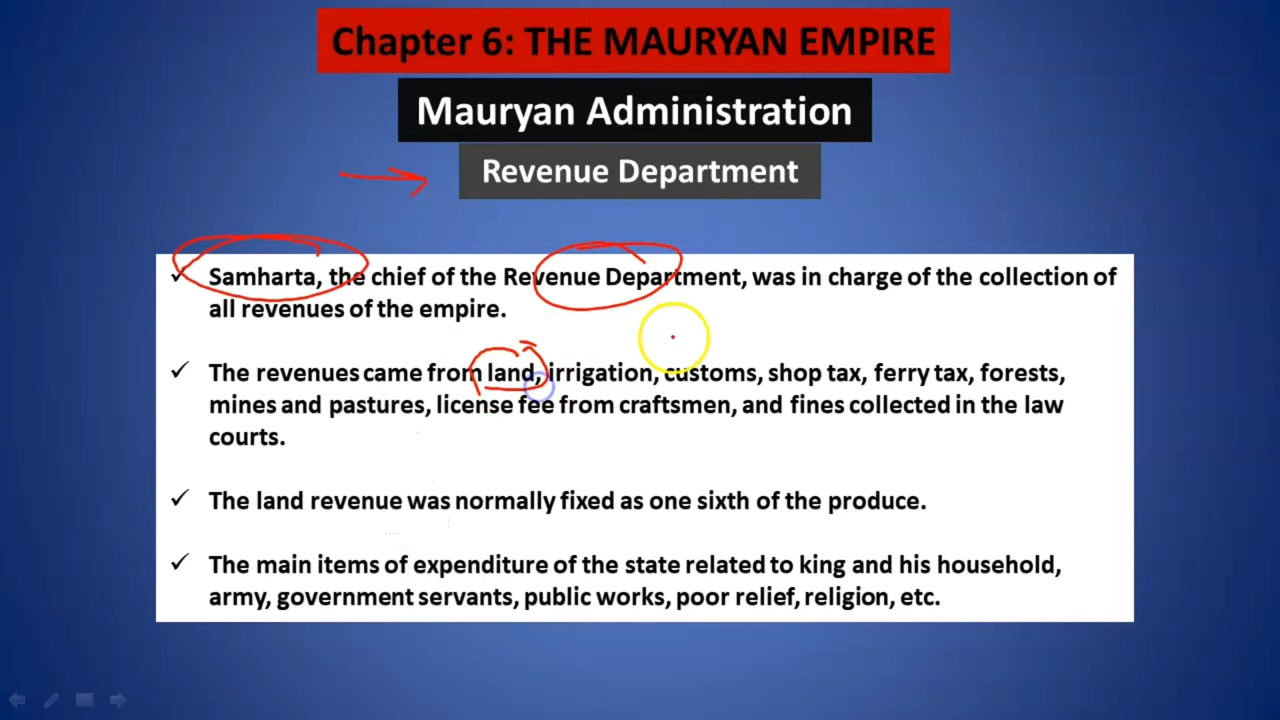 Chapter 6: THE MAURYAN EMPIRE
Mauryan Administration
Revenue Department
✓ Samharta, the chief of the Revenue Department, was in charge of the collection of
all revenues of the empire.
✓ The revenues came from land, irrigation, customs, shop tax, ferry tax, forests,
mines and pastures, license fee from craftsmen, and fines collected in the law
courts.
✓ The land revenue was normally fixed as one sixth of the produce.
✓ The main items of expenditure of the state related to king and his household,
army, government servants, public works, poor relief, religion, etc.